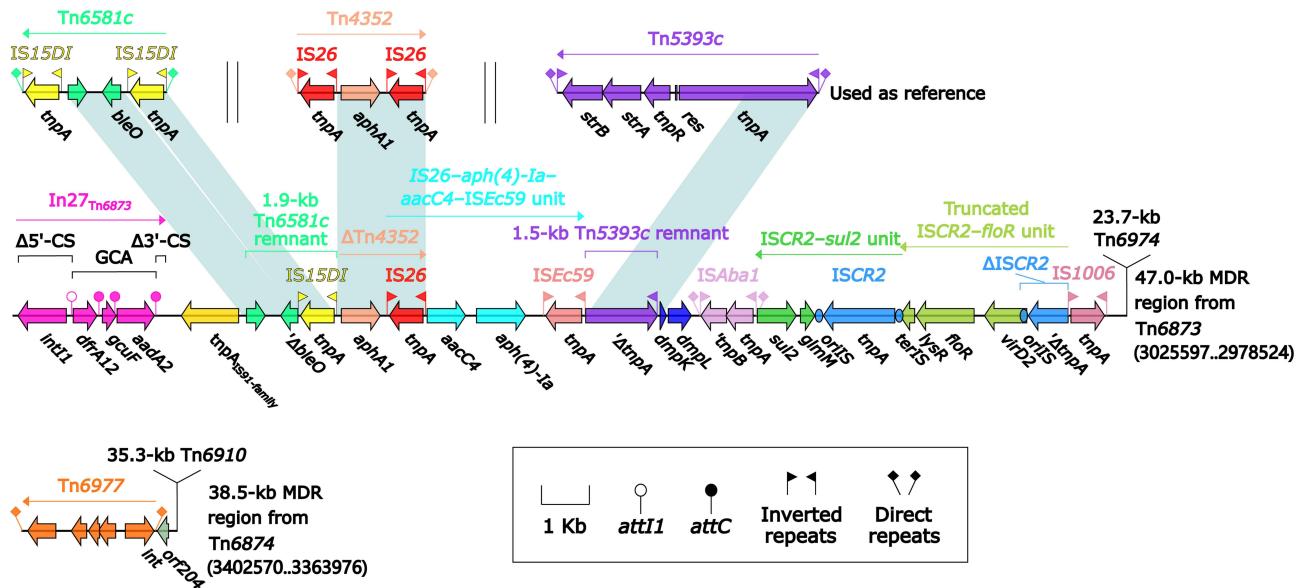 Tn6581c
Tn4352
Tn5393c
IS15DI
IS15DI
IS26
IS26
Used as reference
tnpA
bleO
tnpA
tnpA
aphA1
tnpA
strB
strA
tnpR
res
tnpA
In27Tn6873
1.9-kb
Tn6581c
remnant
IS26–aph(4)-Ia–
aacC4–ISEc59 unit
ΔTn4352
1.5-kb Tn5393c remnant
ISCR2–sul2 unit
Truncated
ISCR2–floR unit
23.7-kb
Tn6974
Δ5'-CS
Δ3'-CS
GCA
IS15DI
IS26
ISEc59
ISAba1
ISCR2
ΔISCR2
IS1006
47.0-kb MDR
region from
Tn6873
(3025597..2978524)
intI1
dfrA12
gcuF
aadA2
tnpAIS91-family
'ΔbleO
tnpA
aphA1
tnpA
aacC4
aph(4)-Ia
tnpA
'ΔtnpA
dmpK
dmpL
'tnpB
tnpA
sul2
glmM
oriIS
tnpA
terIS
lysR
floR
virD2
oriIS
'ΔtnpA
tnpA
35.3-kb Tn6910
Tn6977
38.5-kb MDR
region from
Tn6874
(3402570..3363976)
int
orf204
1 Kb
attI1
attC
Inverted
repeats
Direct
repeats